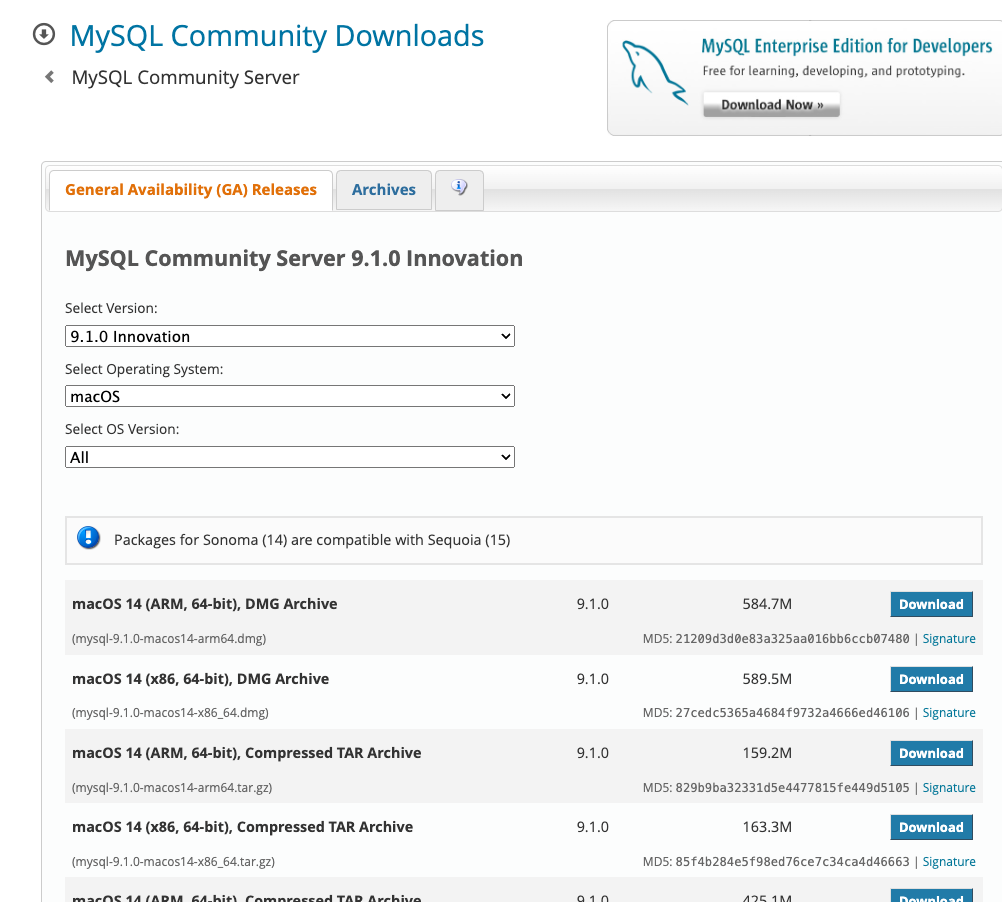 MySQL Community Downloads
MySQL Community Server
MySQL Enterprise Edition for Developers
Free for learning, developing, and prototyping.
Download Now »
General Availability (GA) Releases
Archives
MySQL Community Server 9.1.0 Innovation
Select Version:
9.1.0 Innovation
Select Operating System:
macOS
Select OS Version:
All
Packages for Sonoma (14) are compatible with Sequoia (15)
macOS 14 (ARM, 64-bit), DMG Archive 9.1.0 584.7M Download
(mysql-9.1.0-macos14-arm64.dmg) MD5: 21209d3d0e83a325aa016bb6ccb07480 | Signature
macOS 14 (x86, 64-bit), DMG Archive 9.1.0 589.5M Download
(mysql-9.1.0-macos14-x86_64.dmg) MD5: 27cedc5365a4684f9732a4666ed46106 | Signature
macOS 14 (ARM, 64-bit), Compressed TAR Archive 9.1.0 159.2M Download
(mysql-9.1.0-macos14-arm64.tar.gz) MD5: 829b9ba32331d5e4477815fe449d5105 | Signature
macOS 14 (x86, 64-bit), Compressed TAR Archive 9.1.0 163.3M Download
(mysql-9.1.0-macos14-x86_64.tar.gz) MD5: 85f4b284e5f98ed76ce7c34ca4d46663 | Signature
macOS 14 (ARM, 64-bit), Compressed TAR Archive 9.1.0 425.1M Download